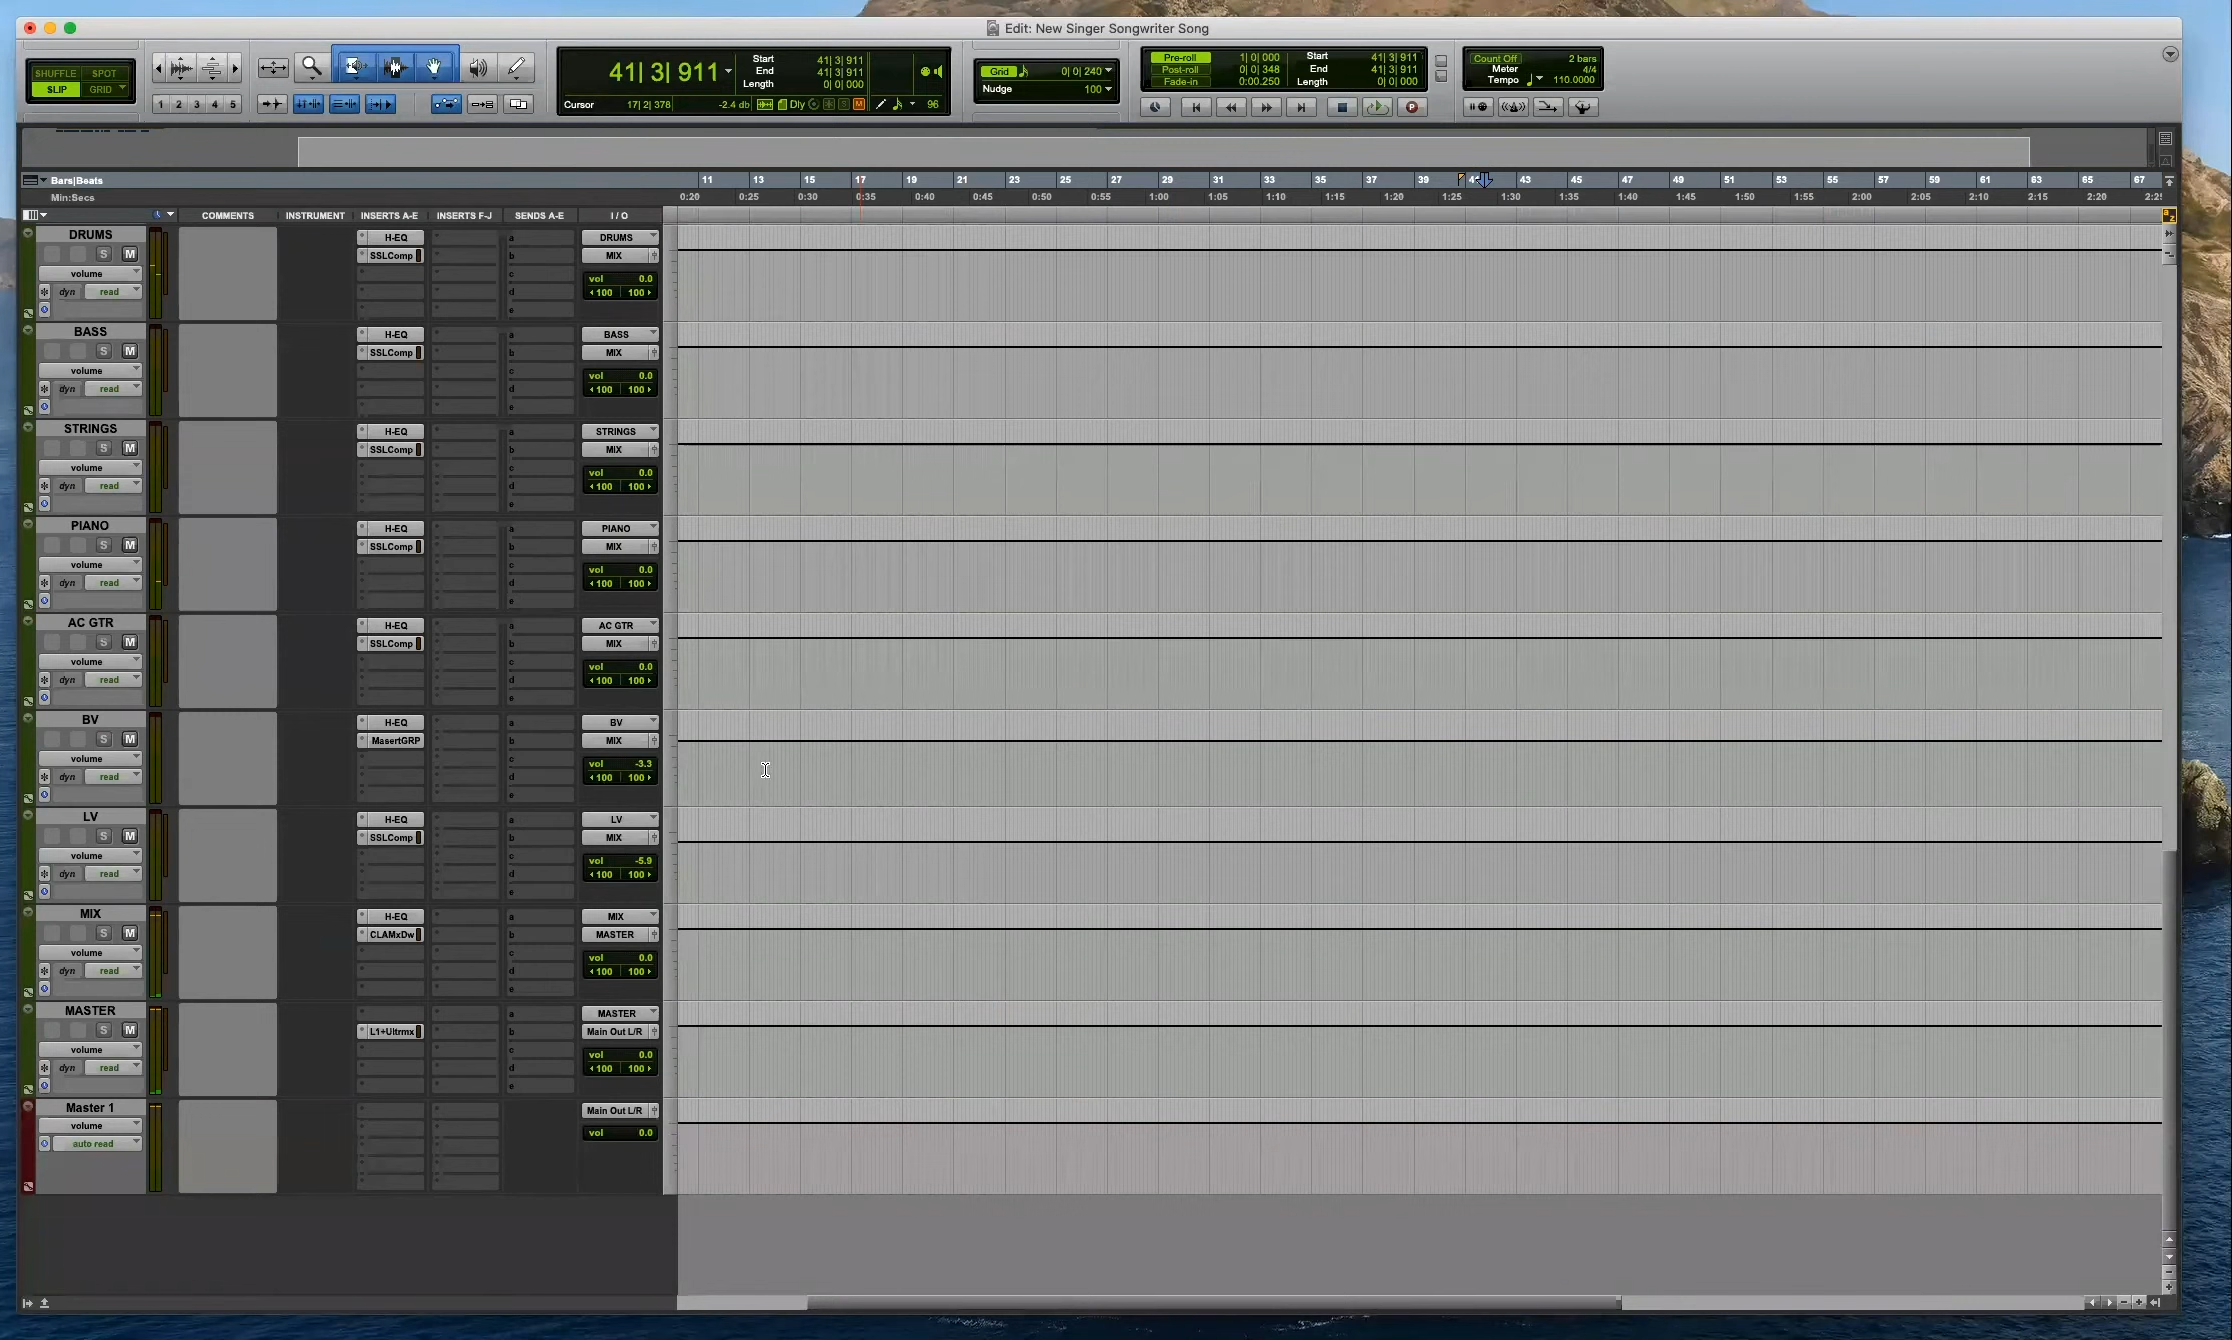 Edit: New Singer Songwriter Song
SHUFFLE SPOT
SLIP GRID
1 2 3 4 5
41| 3| 911
Start 41| 3| 911
End 41| 3| 911
Length 0| 0| 000
Cursor 17| 2| 378 -2.4 db Dly S M 96
Grid 0| 0| 240
Nudge 100
Pre-roll 1| 0| 000 Start 41| 3| 911
Post-roll 0| 0| 348 End 41| 3| 911
Fade-in 0:00.250 Length 0| 0| 000
Count Off 2 bars
Meter 4/4
Tempo 110.0000
Bars|Beats 11 13 15 17 19 21 23 25 27 29 31 33 35 37 39 43 45 47 49 51 53 55 57 59 61 63 65 67
Min:Secs 0:20 0:25 0:30 0:35 0:40 0:45 0:50 0:55 1:00 1:05 1:10 1:15 1:20 1:25 1:30 1:35 1:40 1:45 1:50 1:55 2:00 2:05 2:10 2:15 2:20
COMMENTS INSTRUMENT INSERTS A-E INSERTS F-J SENDS A-E I / O
DRUMS H-EQ a DRUMS
S M SSLComp b MIX
volume c vol 0.0
dyn read d 100 100
e
BASS H-EQ a BASS
S M SSLComp b MIX
volume c vol 0.0
dyn read d 100 100
e
STRINGS H-EQ a STRINGS
S M SSLComp b MIX
volume c vol 0.0
dyn read d 100 100
e
PIANO H-EQ a PIANO
S M SSLComp b MIX
volume c vol 0.0
dyn read d 100 100
e
AC GTR H-EQ a AC GTR
S M SSLComp b MIX
volume c vol 0.0
dyn read d 100 100
e
BV H-EQ a BV
S M MasertGRP b MIX
volume c vol -3.3
dyn read d 100 100
e
LV H-EQ a LV
S M SSLComp b MIX
volume c vol -5.9
dyn read d 100 100
e
MIX H-EQ a MIX
S M CLAMxDw b MASTER
volume c vol 0.0
dyn read d 100 100
e
MASTER a MASTER
S M L1+Ultrmx b Main Out L/R
volume c vol 0.0
dyn read d 100 100
e
Master 1 Main Out L/R
volume vol 0.0
auto read